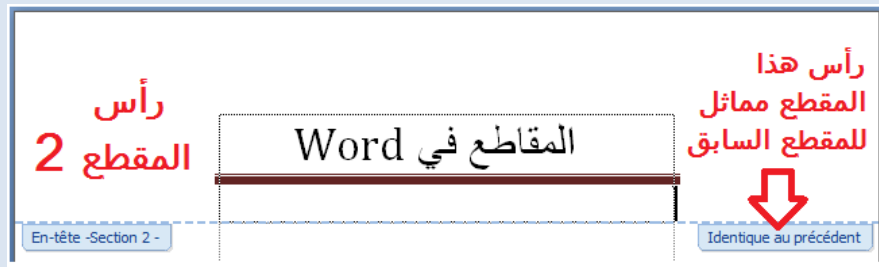 رأس هذا
المقطع مماثل
للمقطع السابق
رأس
المقطع 2
المقاطع في Word
En-tête -Section 2 -
Identique au précédent